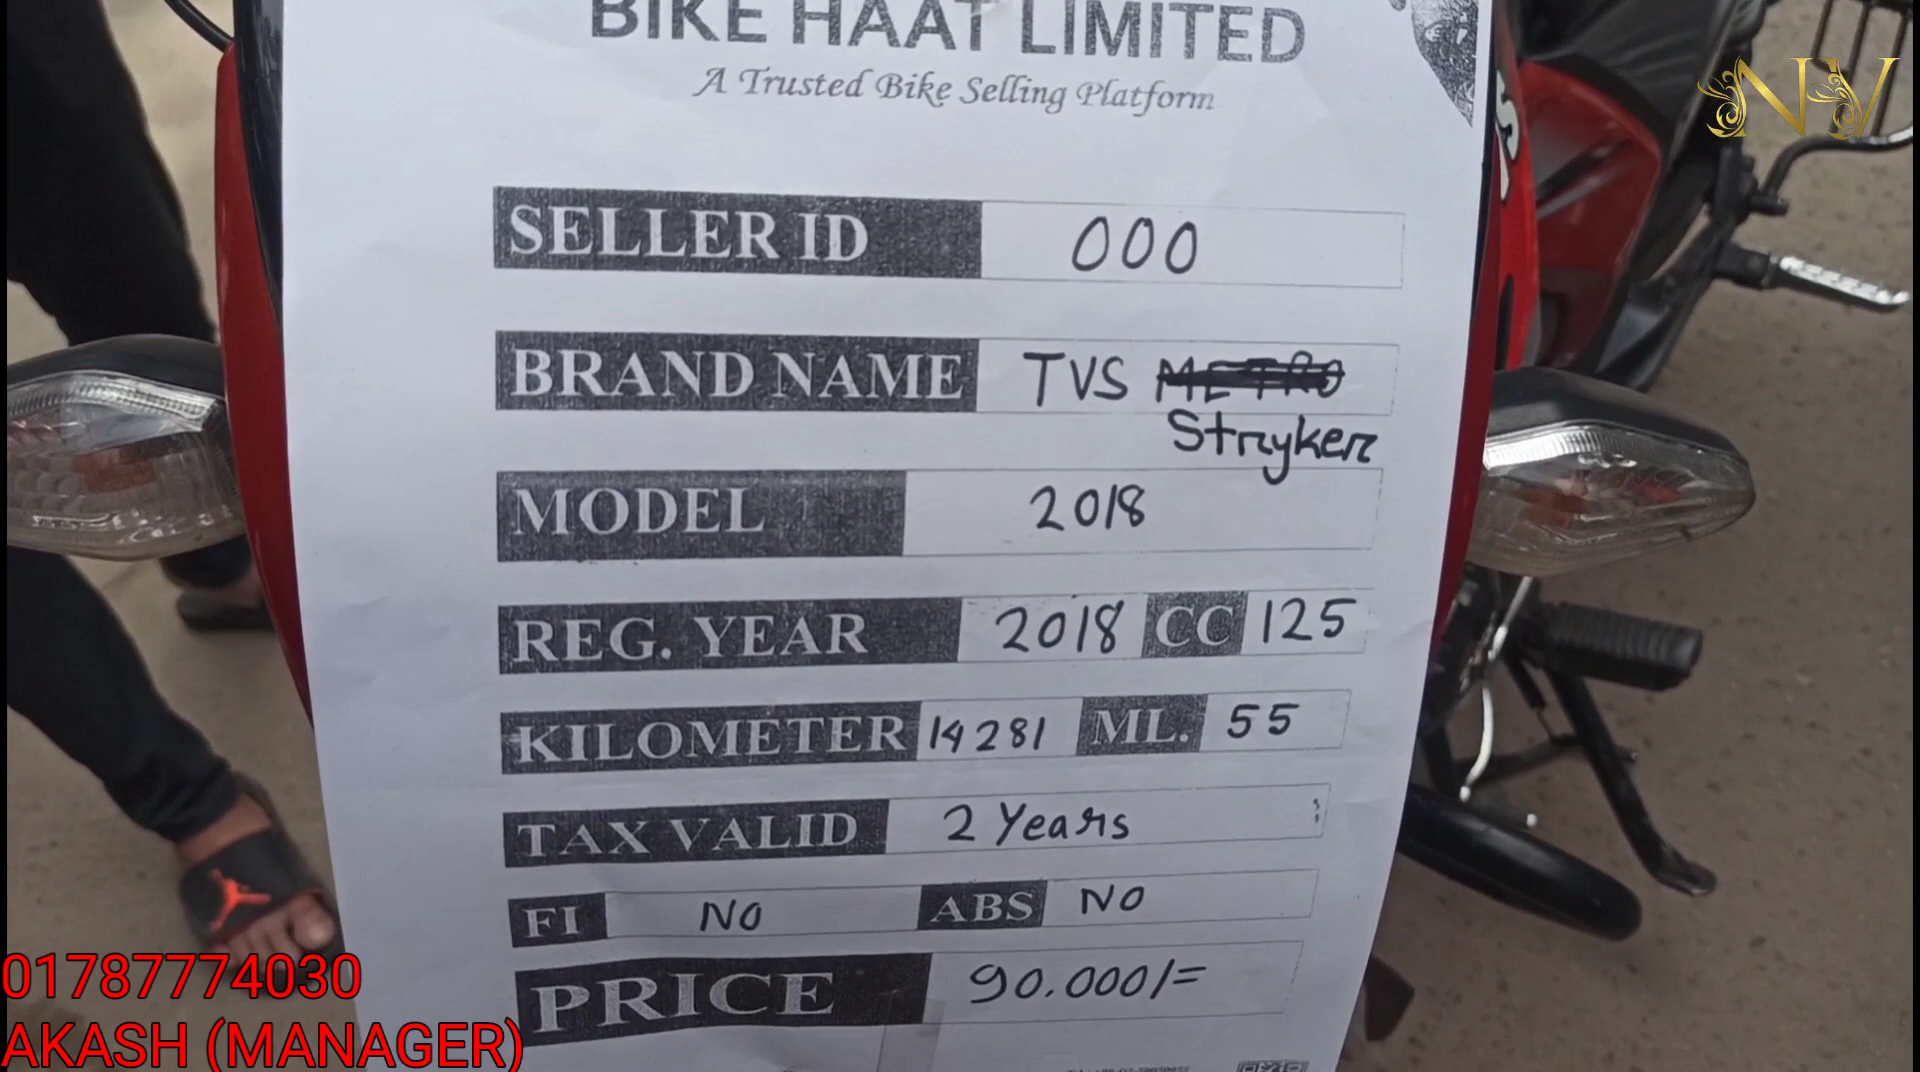 BIKE HAAT LIMITED
A Trusted Bike Selling Platform
NV
SELLER ID 000
BRAND NAME TVS METRO
Stryker
MODEL 2018
REG. YEAR 2018 CC 125
KILOMETER 14281 ML. 55
TAX VALID 2 Years
FI NO ABS NO
PRICE 90.000/=
01787774030
AKASH (MANAGER)